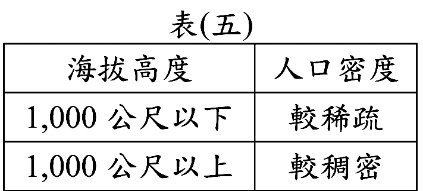 表(五)
海拔高度 人口密度
1,000 公尺以下 較稀疏
1,000 公尺以上 較稠密